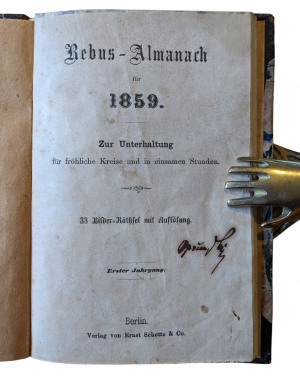 Rebus-Almanach
für
1859.
Zur Unterhaltung
für fröhliche Kreise und in einsamen Stunden.
33 Bilder-Räthsel mit Auflösung.
Erster Jahrgang.
Berlin.
Verlag von Ernst Schotte & Co.